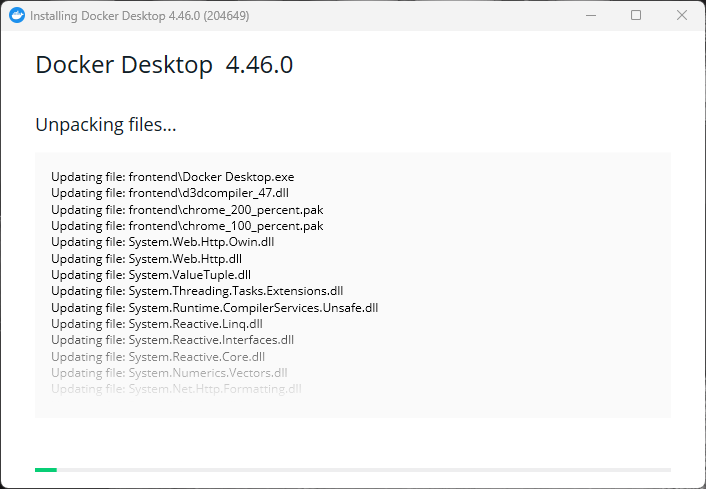 Installing Docker Desktop 4.46.0 (204649)
Docker Desktop 4.46.0
Unpacking files...
Updating file: frontend\Docker Desktop.exe
Updating file: frontend\d3dcompiler_47.dll
Updating file: frontend\chrome_200_percent.pak
Updating file: frontend\chrome_100_percent.pak
Updating file: System.Web.Http.Owin.dll
Updating file: System.Web.Http.dll
Updating file: System.ValueTuple.dll
Updating file: System.Threading.Tasks.Extensions.dll
Updating file: System.Runtime.CompilerServices.Unsafe.dll
Updating file: System.Reactive.Linq.dll
Updating file: System.Reactive.Interfaces.dll
Updating file: System.Reactive.Core.dll
Updating file: System.Numerics.Vectors.dll
Updating file: System.Net.Http.Formatting.dll